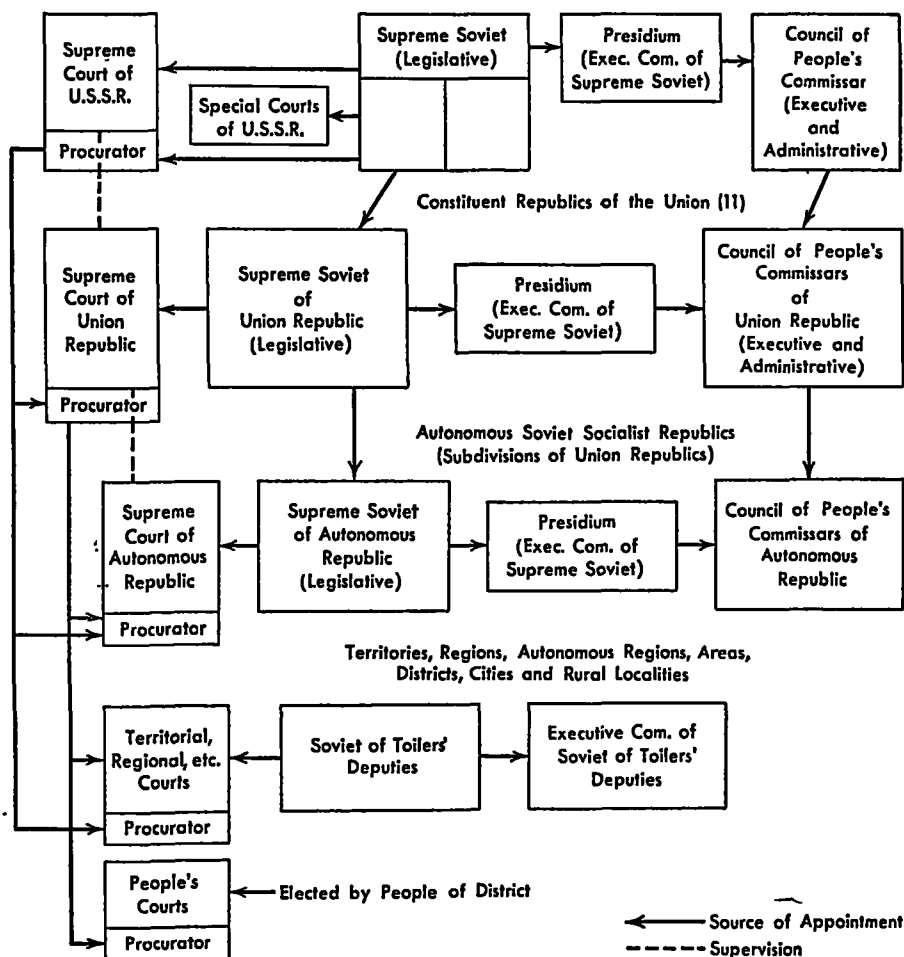 Supreme
Court of
U.S.S.R.
Procurator
Special Courts
of U.S.S.R.
Supreme Soviet
(Legislative)
Presidium
(Exec. Com. of
Supreme Soviet)
Council of
People's
Commissar
(Executive
and
Administrative)
Constituent Republics of the Union (11)
Supreme
Court of
Union
Republic
Procurator
Supreme Soviet
of
Union Republic
(Legislative)
Presidium
(Exec. Com. of
Supreme Soviet)
Council of People's
Commissars
of
Union Republic
(Executive and
Administrative)
Autonomous Soviet Socialist Republics
(Subdivisions of Union Republics)
Supreme
Court of
Autonomous
Republic
Procurator
Supreme Soviet
of Autonomous
Republic
(Legislative)
Presidium
(Exec. Com. of
Supreme Soviet)
Council of People's
Commissars of
Autonomous
Republic
Territories, Regions, Autonomous Regions, Areas,
Districts, Cities and Rural Localities
Territorial,
Regional, etc.
Courts
Procurator
Soviet of Toilers'
Deputies
Executive Com. of
Soviet of Toilers'
Deputies
People's
Courts
Procurator
Elected by People of District
Source of Appointment
Supervision